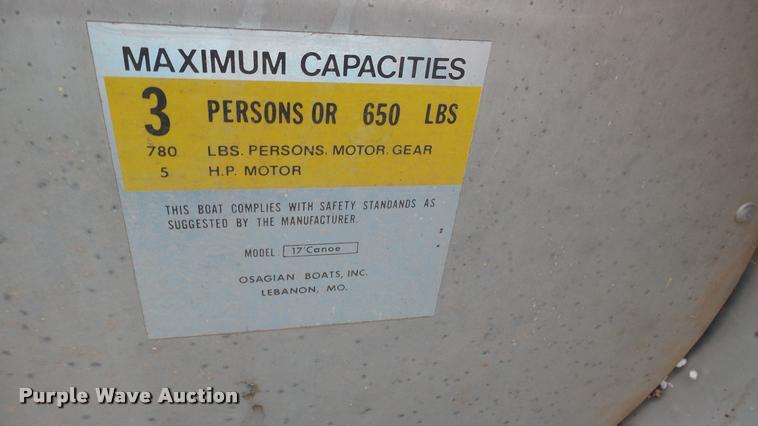 MAXIMUM CAPACITIES
3 PERSONS OR 650 LBS
780 LBS. PERSONS, MOTOR, GEAR
5 H.P. MOTOR
THIS BOAT COMPLIES WITH SAFETY STANDARDS AS
SUGGESTED BY THE MANUFACTURER.
MODEL 17'Canoe
OSAGIAN BOATS, INC.
LEBANON, MO.
Purple Wave Auction